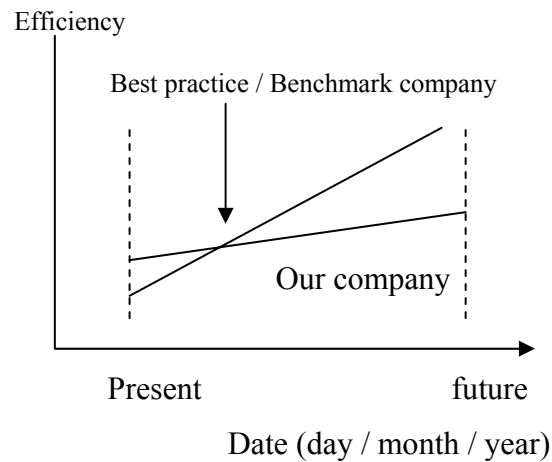 Efficiency
Best practice / Benchmark company
Our company
Present future
Date (day / month / year)